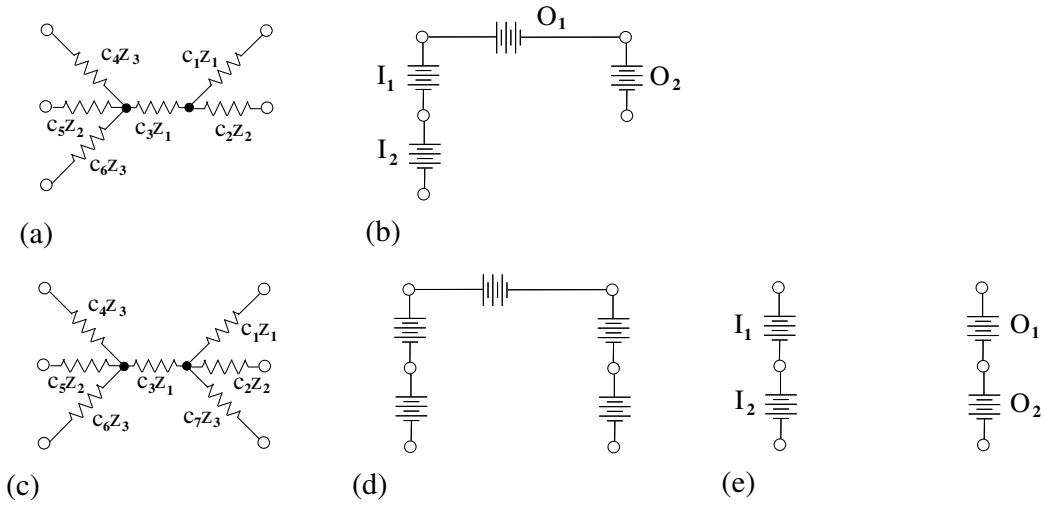 c₄z₃
c₁z₁
c₅z₂
c₃z₁
c₂z₂
c₆z₃
(a)
O₁
I₁
O₂
I₂
(b)
c₄z₃
c₁z₁
c₅z₂
c₃z₁
c₂z₂
c₆z₃
c₇z₃
(c)
(d)
I₁
O₁
I₂
O₂
(e)